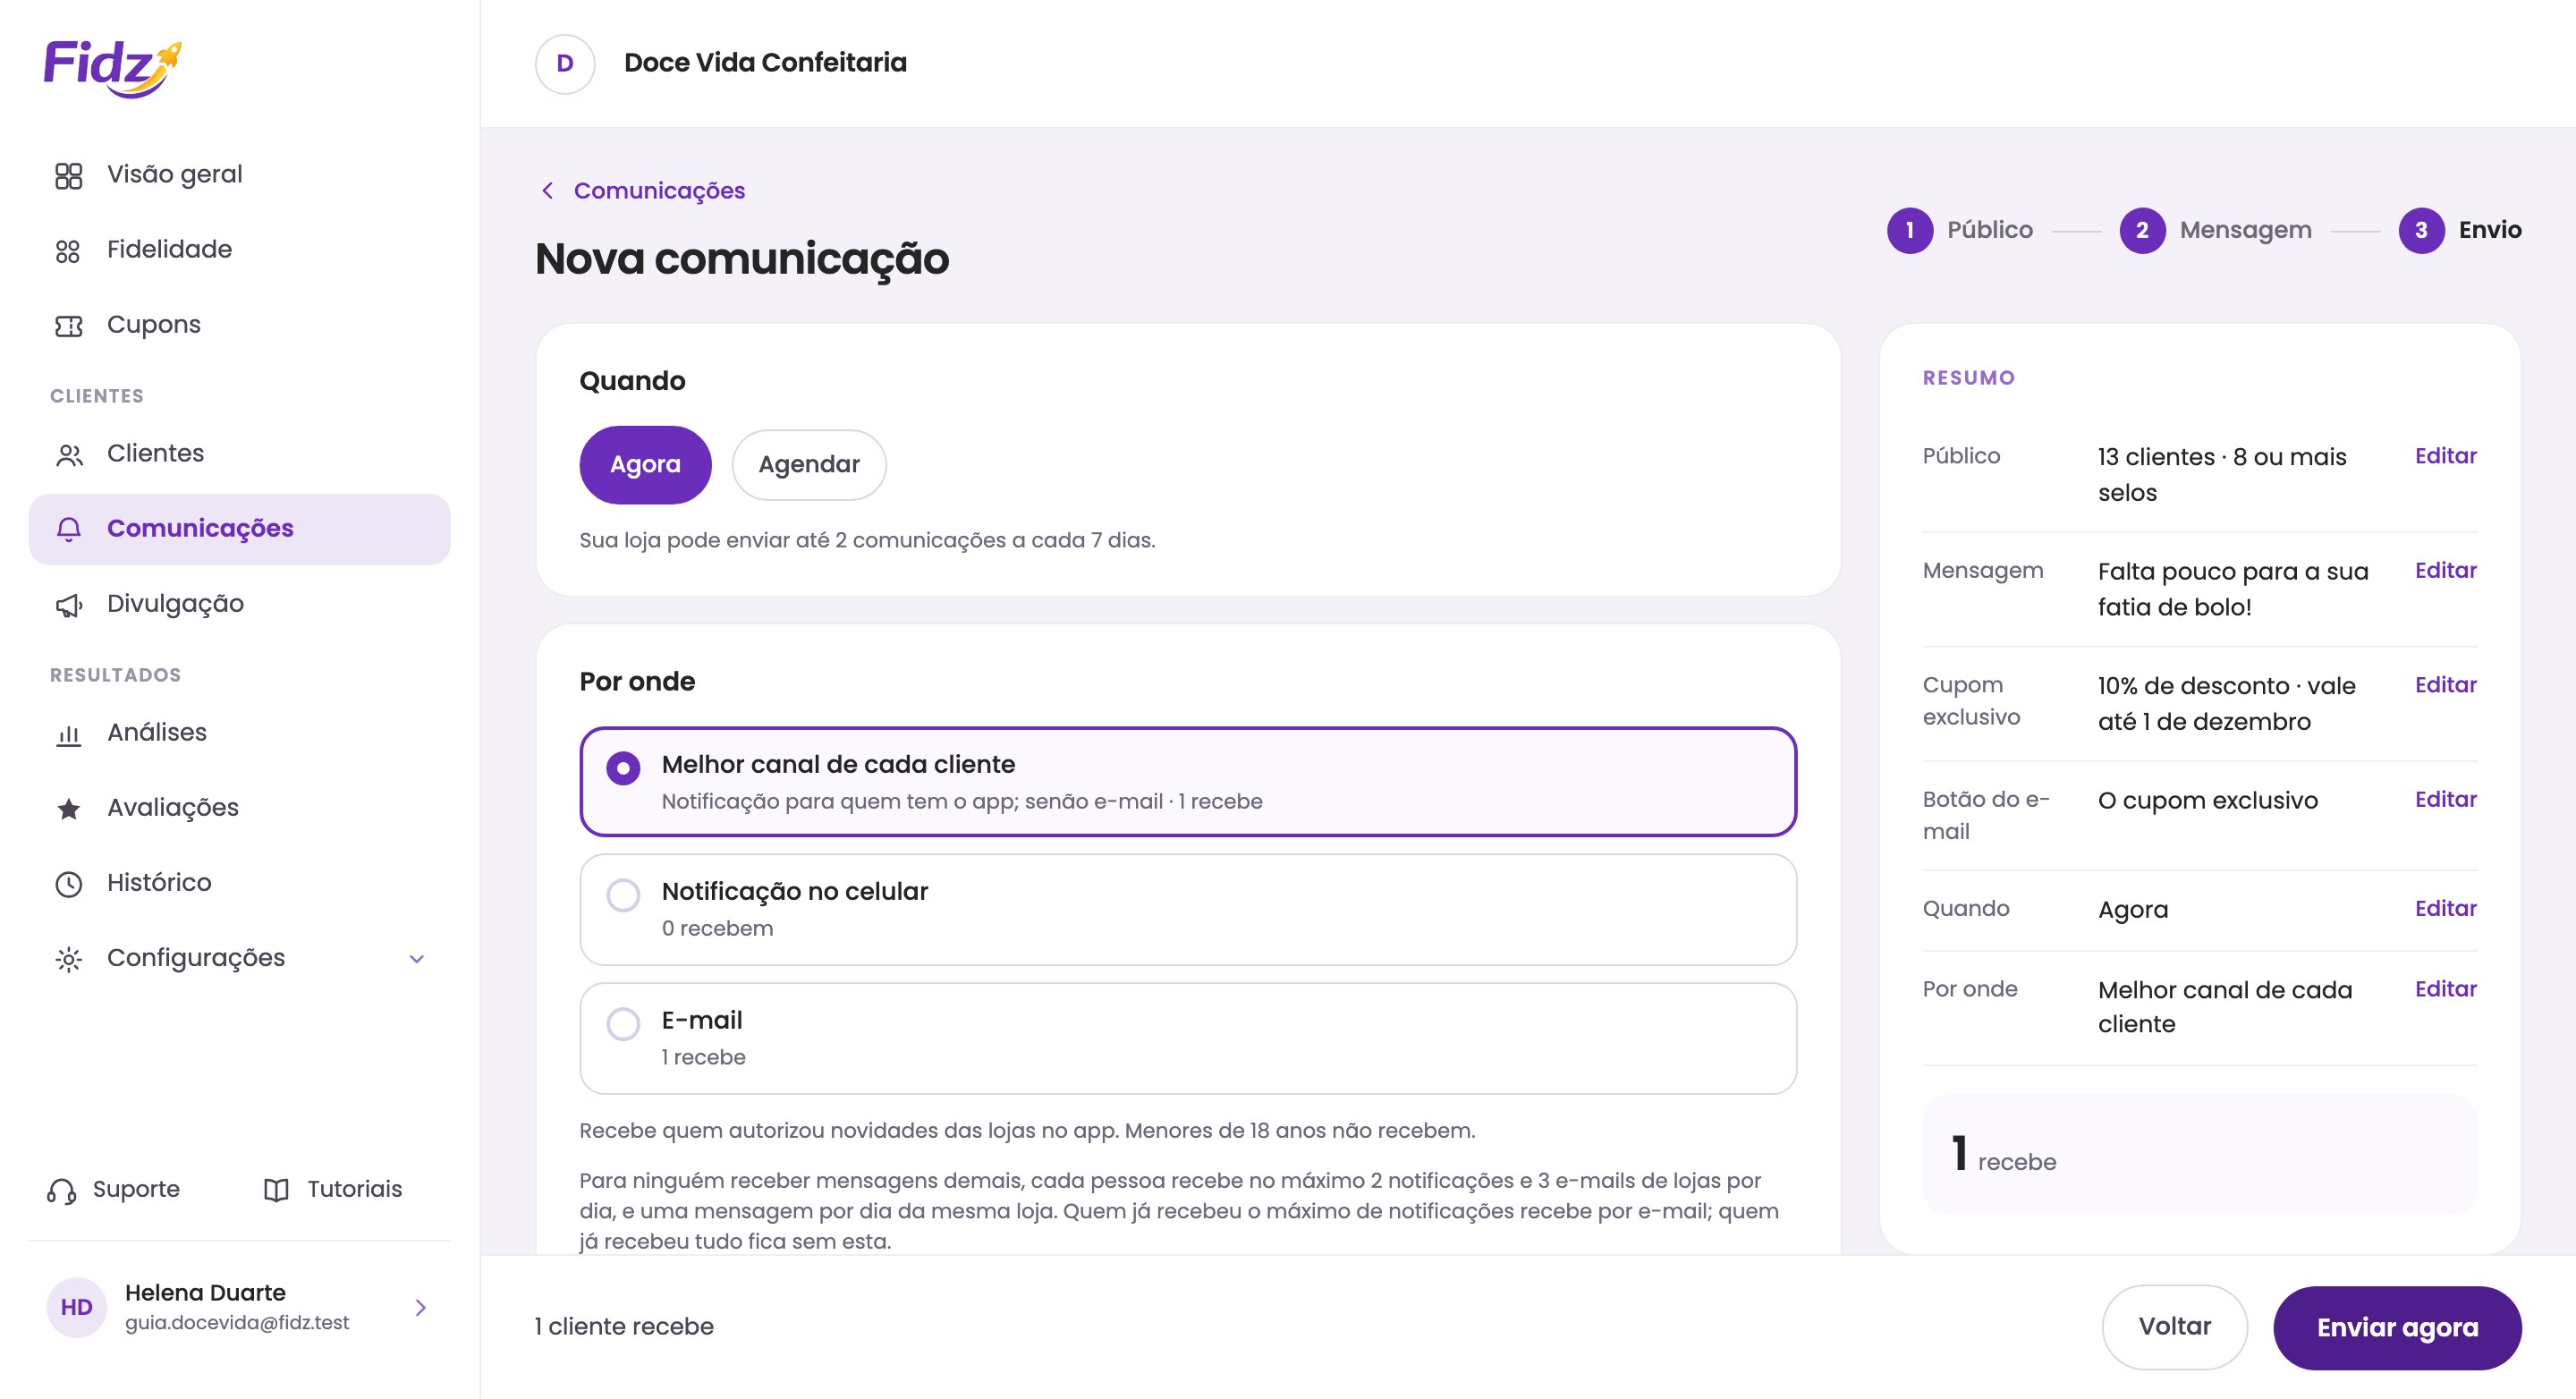 Fidz
Visão geral
Fidelidade
Cupons
CLIENTES
Clientes
Comunicações
Divulgação
RESULTADOS
Análises
Avaliações
Histórico
Configurações
Suporte
Tutoriais
HD
Helena Duarte
guia.docevida@fidz.test
D
Doce Vida Confeitaria
Comunicações
Nova comunicação
1 Público
2 Mensagem
3 Envio
Quando
Agora
Agendar
Sua loja pode enviar até 2 comunicações a cada 7 dias.
Por onde
Melhor canal de cada cliente
Notificação para quem tem o app; senão e-mail · 1 recebe
Notificação no celular
0 recebem
E-mail
1 recebe
Recebe quem autorizou novidades das lojas no app. Menores de 18 anos não recebem.
Para ninguém receber mensagens demais, cada pessoa recebe no máximo 2 notificações e 3 e-mails de lojas por
dia, e uma mensagem por dia da mesma loja. Quem já recebeu o máximo de notificações recebe por e-mail; quem
já recebeu tudo fica sem esta.
RESUMO
Público
13 clientes · 8 ou mais
selos
Editar
Mensagem
Falta pouco para a sua
fatia de bolo!
Editar
Cupom
exclusivo
10% de desconto · vale
até 1 de dezembro
Editar
Botão do e-
mail
O cupom exclusivo
Editar
Quando
Agora
Editar
Por onde
Melhor canal de cada
cliente
Editar
1 recebe
1 cliente recebe
Voltar
Enviar agora